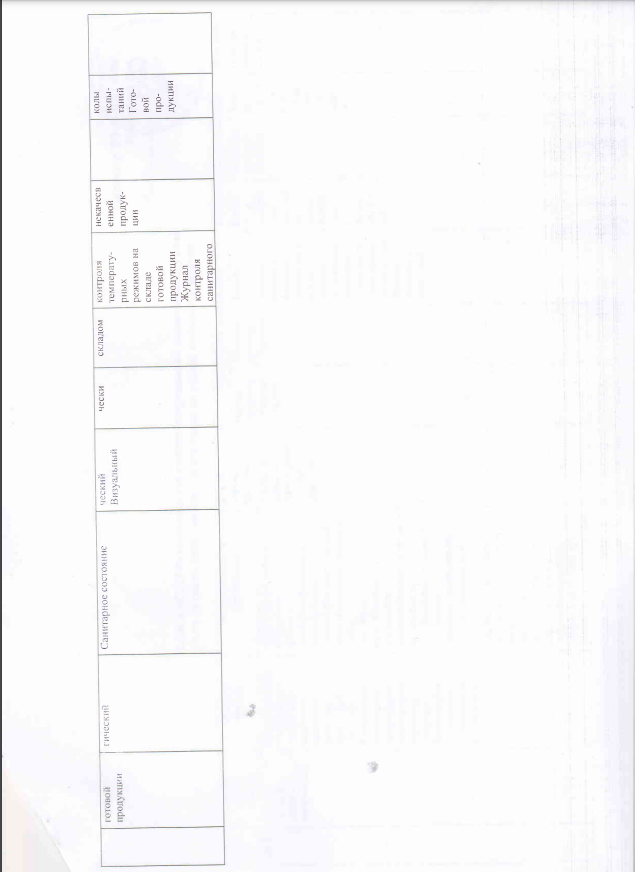 готовой
продукции
гический
Санитарное состояние
ческий
Визуальный
чески
складом
контроля
температу-
рных
режимов на
складе
готовой
продукции
Журнал
контроля
санитарного
некачесв
енной
продук-
ции
колы
испы-
таний
Гото-
вой
про-
дукции